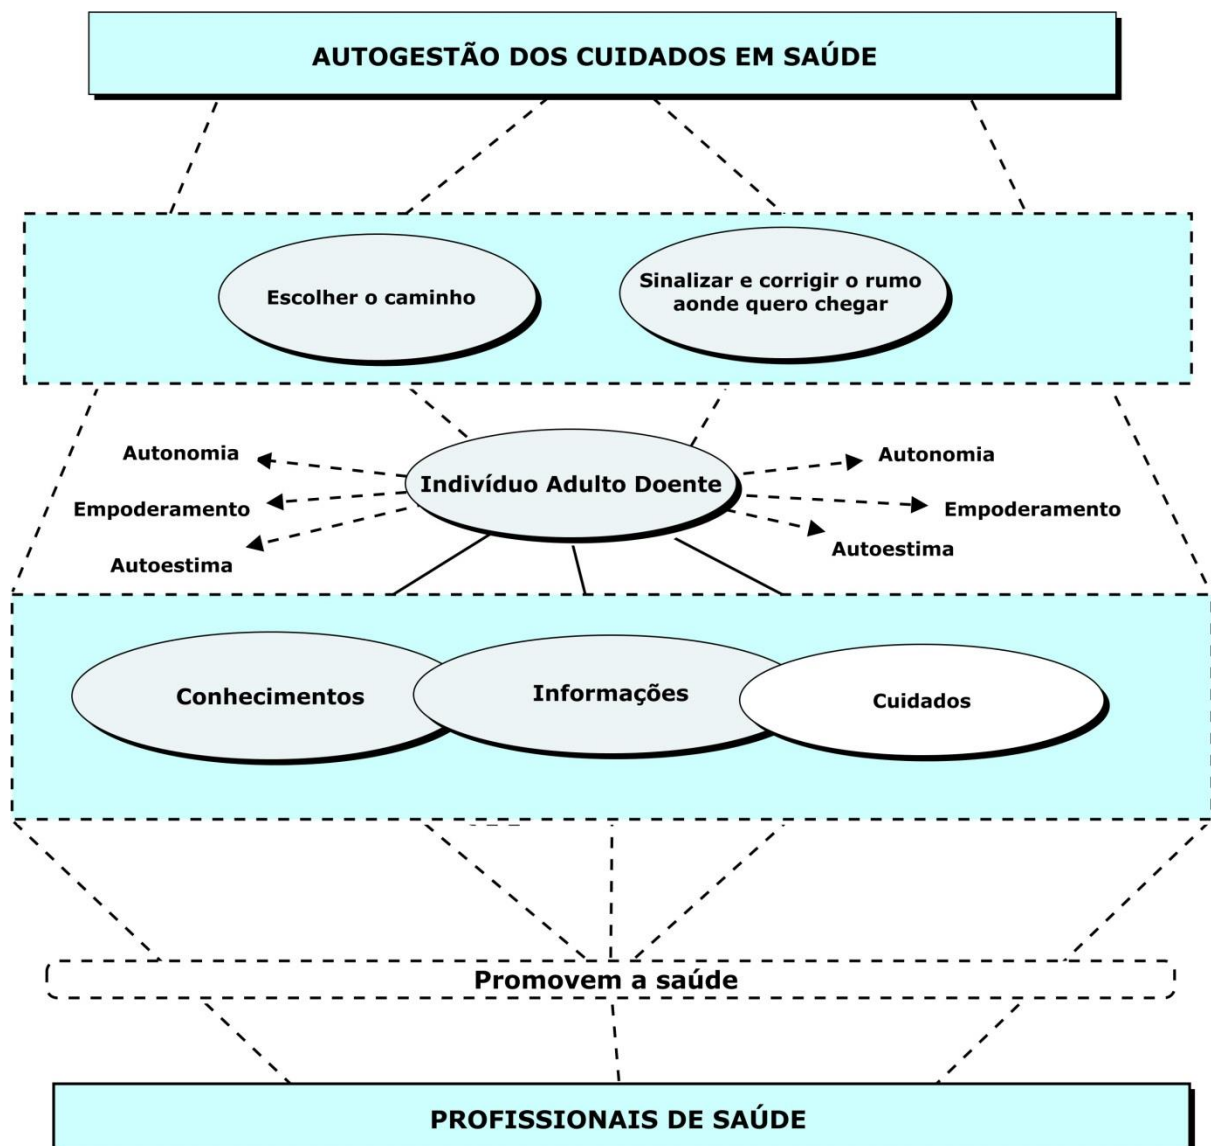 AUTOGESTÃO DOS CUIDADOS EM SAÚDE
Escolher o caminho
Sinalizar e corrigir o rumo
aonde quero chegar
Autonomia
Autonomia
Indivíduo Adulto Doente
Empoderamento
Empoderamento
Autoestima
Autoestima
Conhecimentos
Informações
Cuidados
Promovem a saúde
PROFISSIONAIS DE SAÚDE